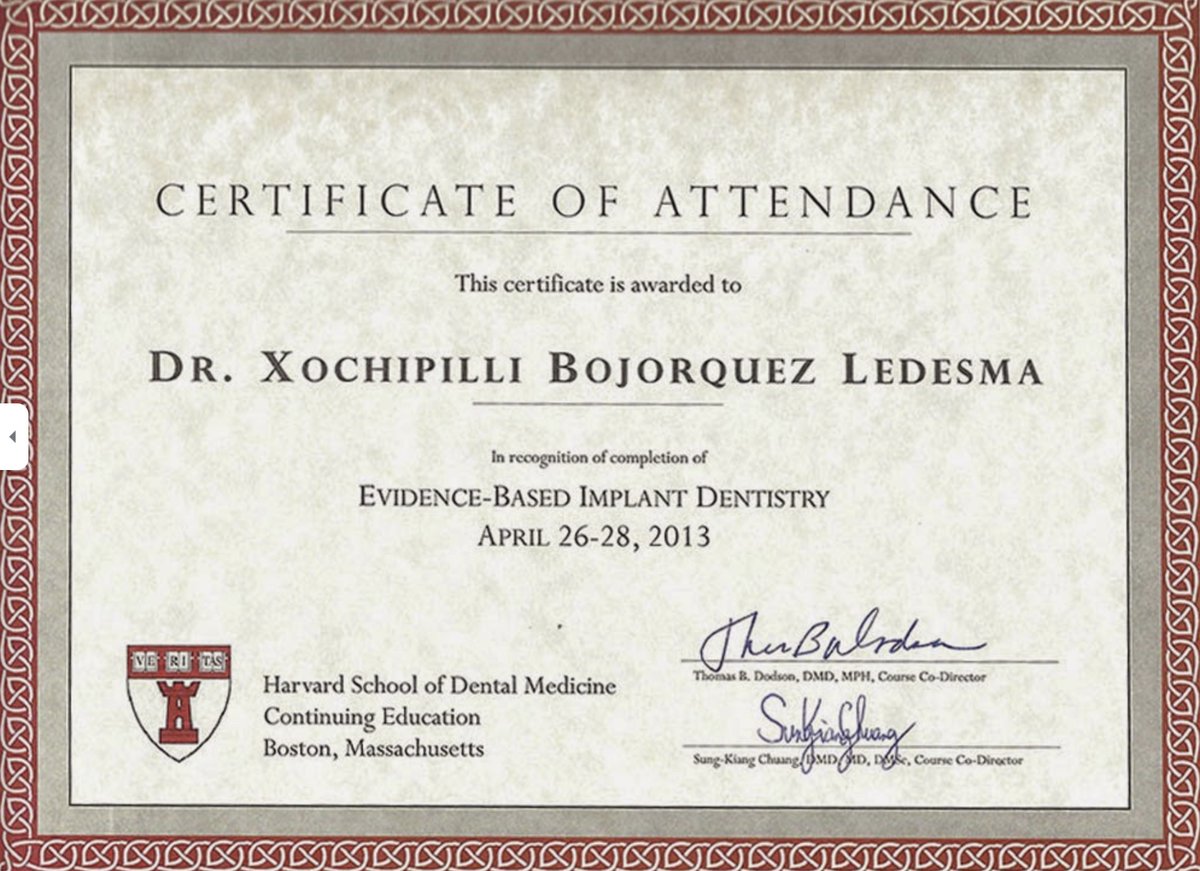 CERTIFICATE OF ATTENDANCE
This certificate is awarded to
DR. XOCHIPILLI BOJORQUEZ LEDESMA
In recognition of completion of
EVIDENCE-BASED IMPLANT DENTISTRY
APRIL 26-28, 2013
VE RI TS
Harvard School of Dental Medicine
Continuing Education
Boston, Massachusetts
Thomas B. Dodson, DMD, MPH, Course Co-Director
Sung-Kiang Chuang, DMD, MD, DMSc, Course Co-Director